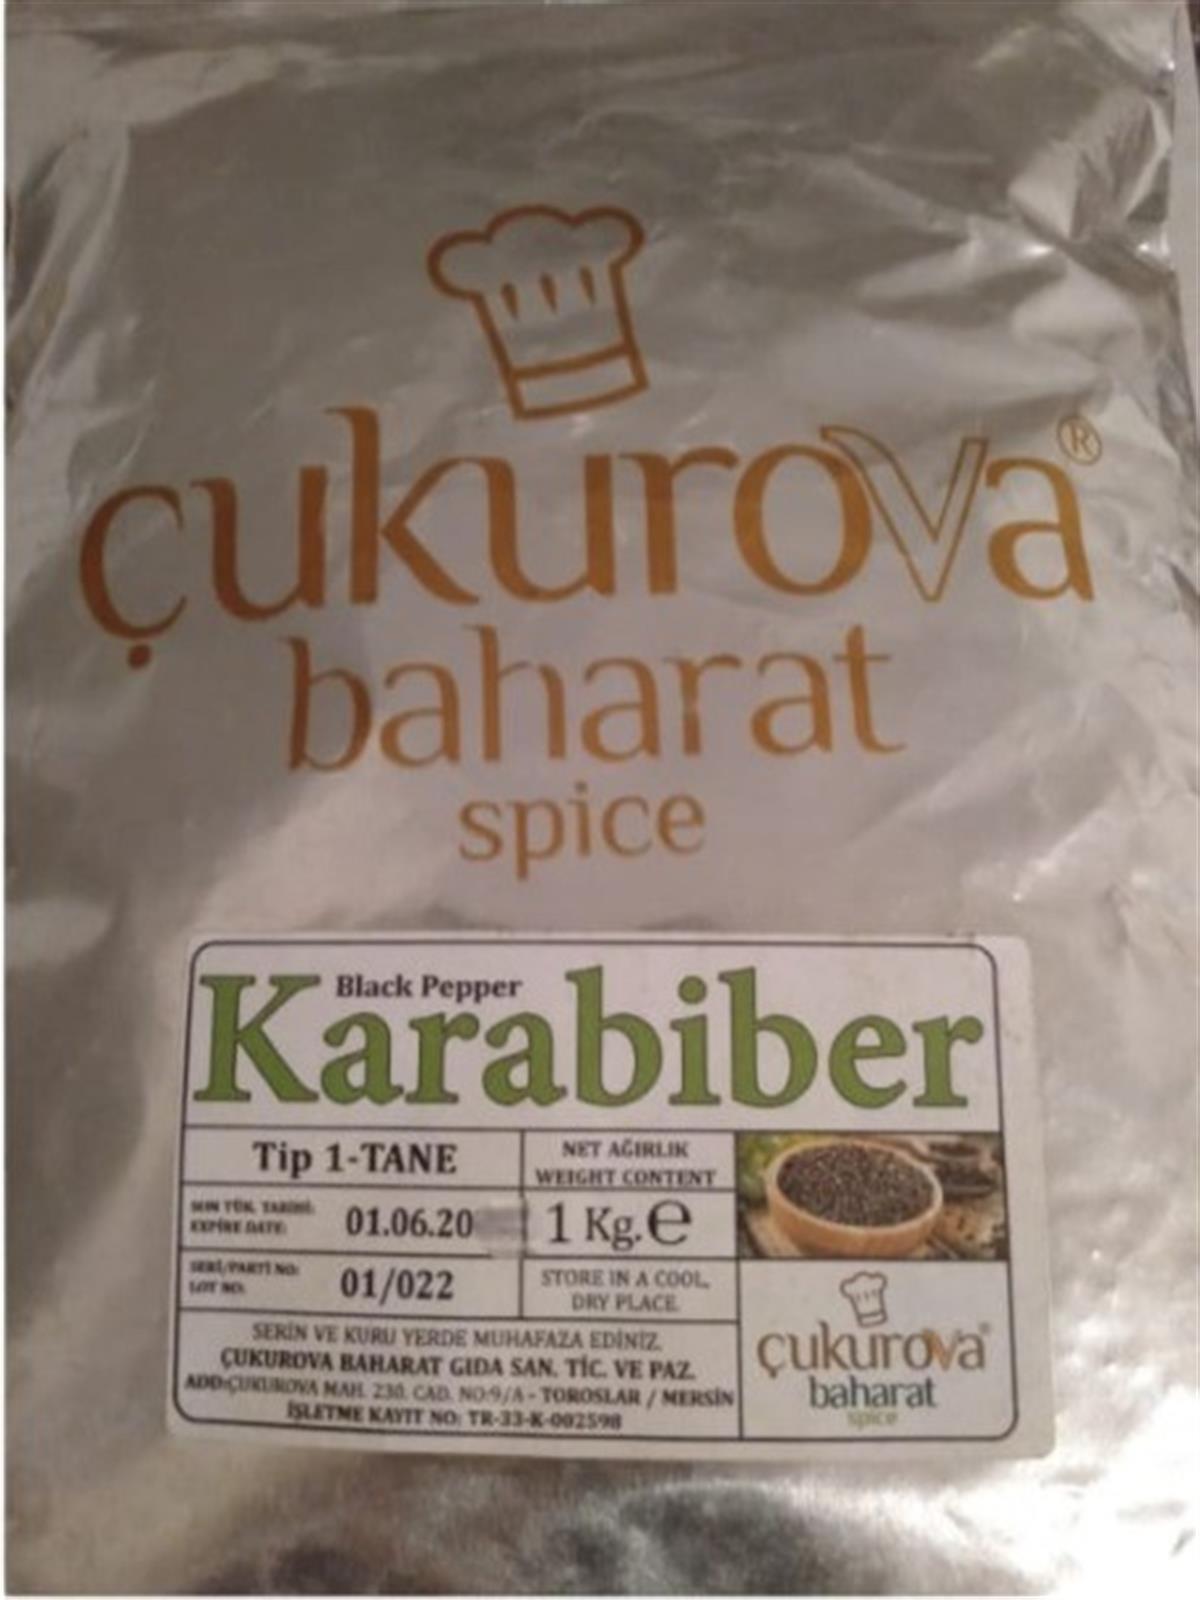 çukurova®
baharat
spice
Black Pepper
Karabiber
Tip 1-TANE
NET AĞIRLIK
WEIGHT CONTENT
SON TÜK. TARİHİ:
EXPIRE DATE:
01.06.20
1 Kg.℮
SERİ/PARTİ NO:
LOT NO:
01/022
STORE IN A COOL,
DRY PLACE.
SERİN VE KURU YERDE MUHAFAZA EDİNİZ.
ÇUKUROVA BAHARAT GIDA SAN. TİC. VE PAZ.
ADD:ÇUKUROVA MAH. 230. CAD. NO:9/A - TOROSLAR / MERSİN
İŞLETME KAYIT NO: TR-33-K-002598
çukurova®
baharat
spice